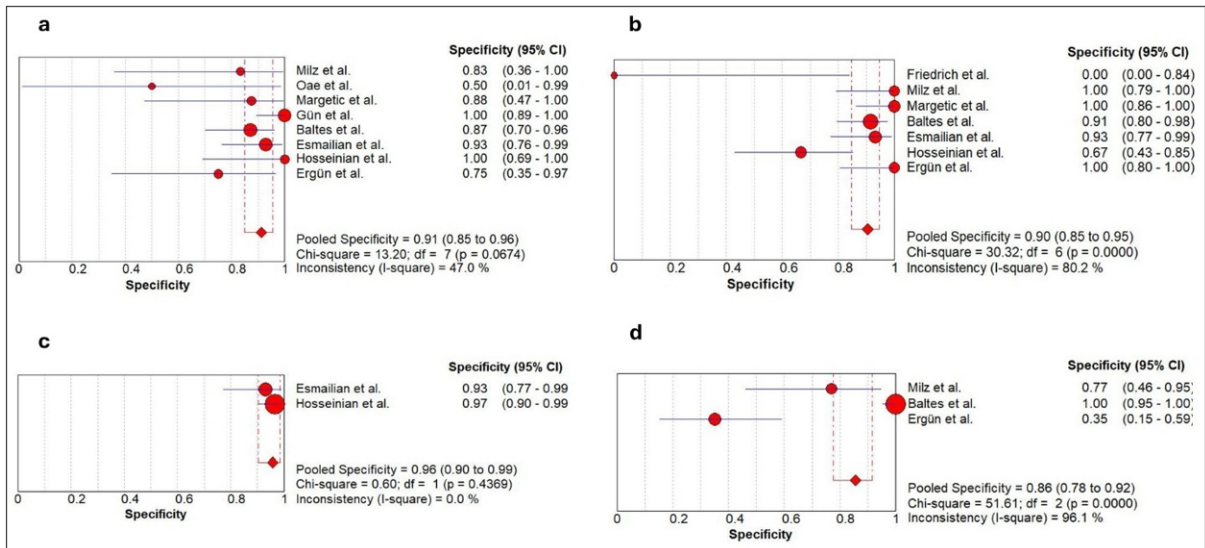 a
Specificity (95% CI)
Milz et al. 0.83 (0.36 - 1.00
Oae et al. 0.50 (0.01 - 0.99
Margetic et al. 0.88 (0.47 - 1.00
Gün et al. 1.00 (0.89 - 1.00
Baltes et al. 0.87 (0.70 - 0.96
Esmailian et al. 0.93 (0.76 - 0.99
Hosseinian et al. 1.00 (0.69 - 1.00
Ergün et al. 0.75 (0.35 - 0.97
Pooled Specificity = 0.91 (0.85 to 0.96)
Chi-square = 13.20; df = 7 (p = 0.0674)
Inconsistency (I-square) = 47.0 %
0 0.2 0.4 0.6 0.8 1
Specificity
b
Specificity (95% CI)
Friedrich et al. 0.00 (0.00 - 0.84)
Milz et al. 1.00 (0.79 - 1.00)
Margetic et al. 1.00 (0.86 - 1.00)
Baltes et al. 0.91 (0.80 - 0.98)
Esmailian et al. 0.93 (0.77 - 0.99)
Hosseinian et al. 0.67 (0.43 - 0.85)
Ergün et al. 1.00 (0.80 - 1.00)
Pooled Specificity = 0.90 (0.85 to 0.95)
Chi-square = 30.32; df = 6 (p = 0.0000)
Inconsistency (I-square) = 80.2 %
0 0.2 0.4 0.6 0.8 1
Specificity
c
Specificity (95% CI)
Esmailian et al. 0.93 (0.77 - 0.99
Hosseinian et al. 0.97 (0.90 - 0.99
Pooled Specificity = 0.96 (0.90 to 0.99)
Chi-square = 0.60; df = 1 (p = 0.4369)
Inconsistency (I-square) = 0.0 %
0 0.2 0.4 0.6 0.8 1
Specificity
d
Specificity (95% CI)
Milz et al. 0.77 (0.46 - 0.95)
Baltes et al. 1.00 (0.95 - 1.00)
Ergün et al. 0.35 (0.15 - 0.59)
Pooled Specificity = 0.86 (0.78 to 0.92)
Chi-square = 51.61; df = 2 (p = 0.0000)
Inconsistency (I-square) = 96.1 %
0 0.2 0.4 0.6 0.8 1
Specificity